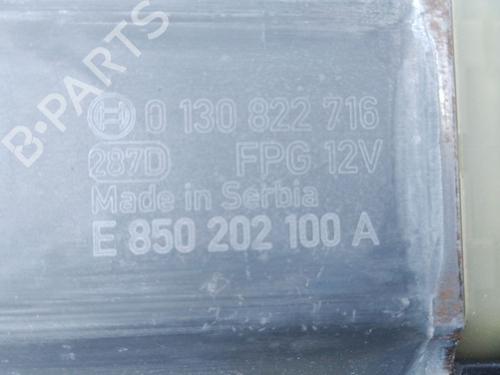 B-PARTS
0 130 822 716
287D FPG 12V
Made in Serbia
E 850 202 100 A